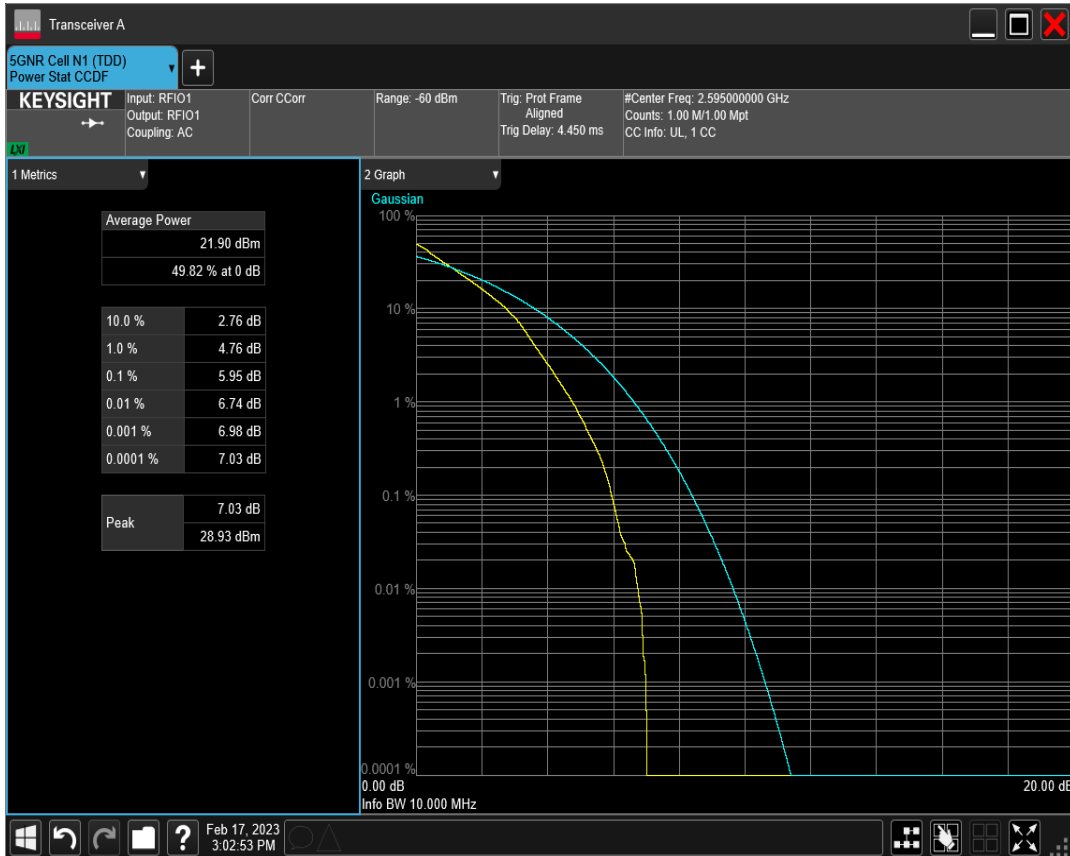 Transceiver A
5GNR Cell N1 (TDD)
Power Stat CCDF
+
KEYSIGHT
LXI
Input: RFIO1
Output: RFIO1
Coupling: AC
Corr CCorr
Range: -60 dBm
Trig: Prot Frame
Aligned
Trig Delay: 4.450 ms
#Center Freq: 2.595000000 GHz
Counts: 1.00 M/1.00 Mpt
CC Info: UL, 1 CC
1 Metrics
Average Power
21.90 dBm
49.82 % at 0 dB
10.0 % 2.76 dB
1.0 % 4.76 dB
0.1 % 5.95 dB
0.01 % 6.74 dB
0.001 % 6.98 dB
0.0001 % 7.03 dB
Peak
7.03 dB
28.93 dBm
2 Graph
Gaussian
100 %
10 %
1 %
0.1 %
0.01 %
0.001 %
0.0001 %
0.00 dB 20.00 dB
Info BW 10.000 MHz
?
Feb 17, 2023
3:02:53 PM